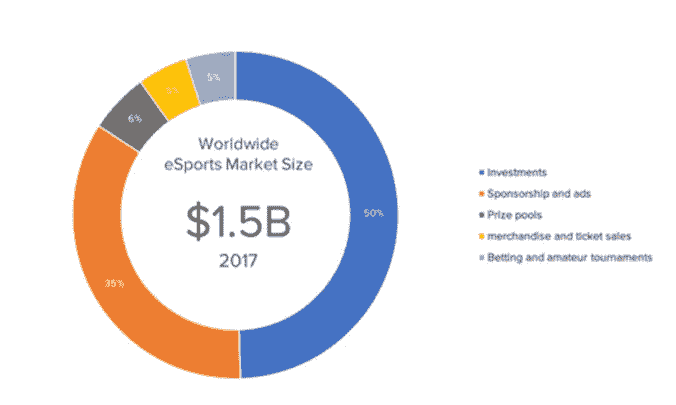 5%
5%
6%
Worldwide
eSports Market Size
$1.5B
2017
50%
35%
Investments
Sponsorship and ads
Prize pools
merchandise and ticket sales
Betting and amateur tournaments